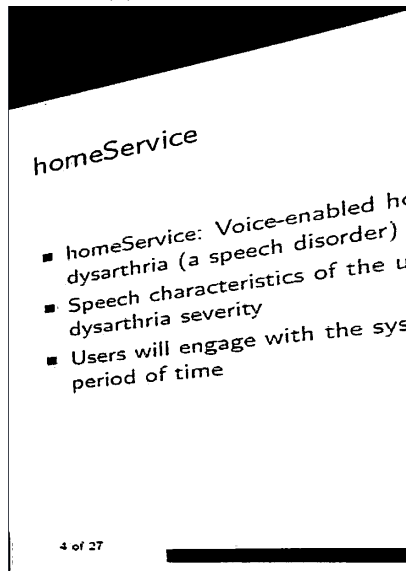 homeService
■ homeService: Voice-enabled
dysarthria (a speech disorder)
■ Speech characteristics of the
dysarthria severity
■ Users will engage with the
period of time
4 of 27